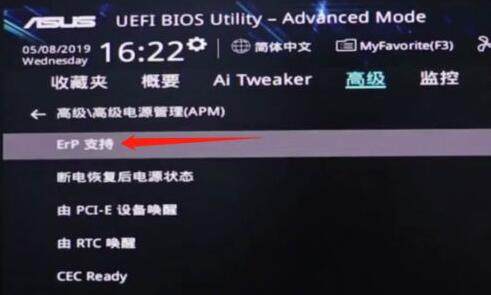 ASUS UEFI BIOS Utility – Advanced Mode
05/08/2019
Wednesday
16:22
简体中文
MyFavorite(F3)
收藏夹 概要 Ai Tweaker 高级 监控
← 高级\高级电源管理(APM)
ErP 支持
断电恢复后电源状态
由 PCI-E 设备唤醒
由 RTC 唤醒
CEC Ready